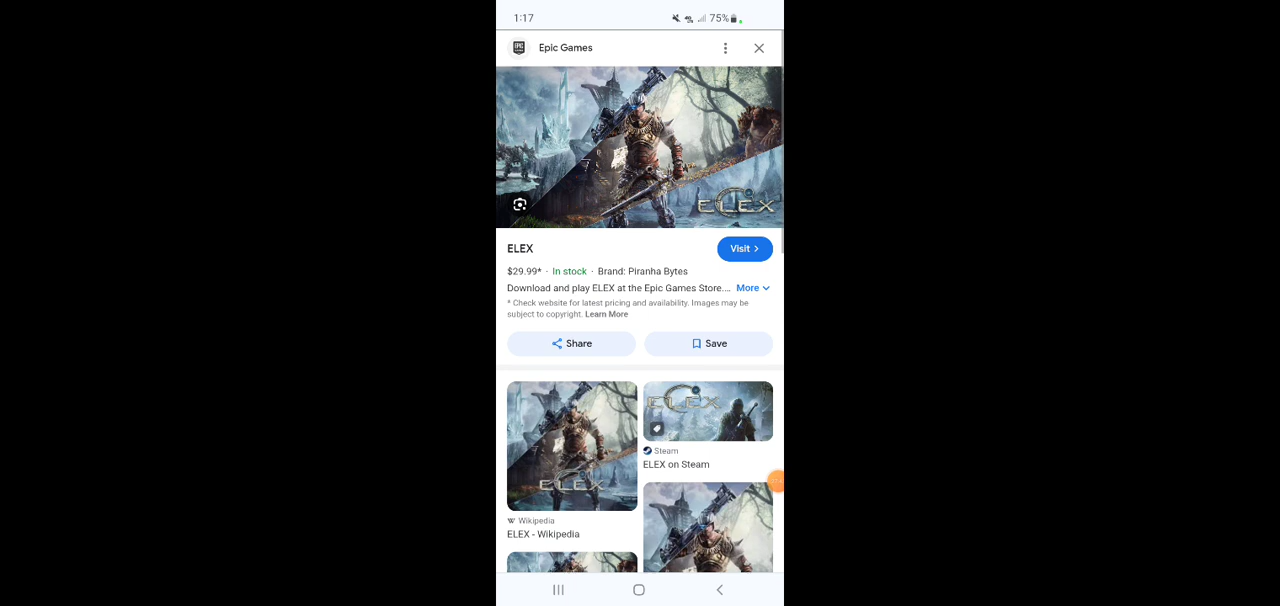 1:17
75%
Epic Games
ELEX
ELEX
Visit
$29.99* · In stock · Brand: Piranha Bytes
Download and play ELEX at the Epic Games Store.... More
* Check website for latest pricing and availability. Images may be
subject to copyright. Learn More
Share
Save
ELEX
ELEX
Steam
ELEX on Steam
W Wikipedia
ELEX - Wikipedia